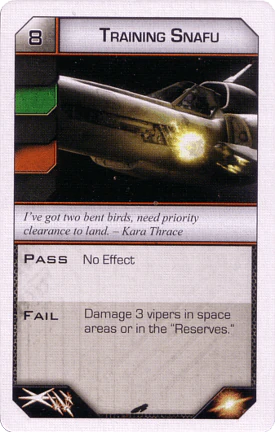 8 TRAINING SNAFU
I've got two bent birds, need priority
clearance to land. – Kara Thrace
PASS No Effect
FAIL Damage 3 vipers in space
areas or in the "Reserves."